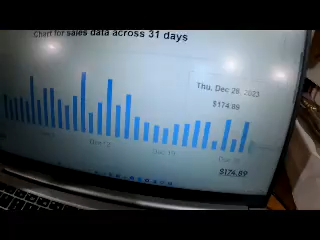 Chart for sales data across 31 days
Thu, Dec 28, 2023
$174.89
$174.89